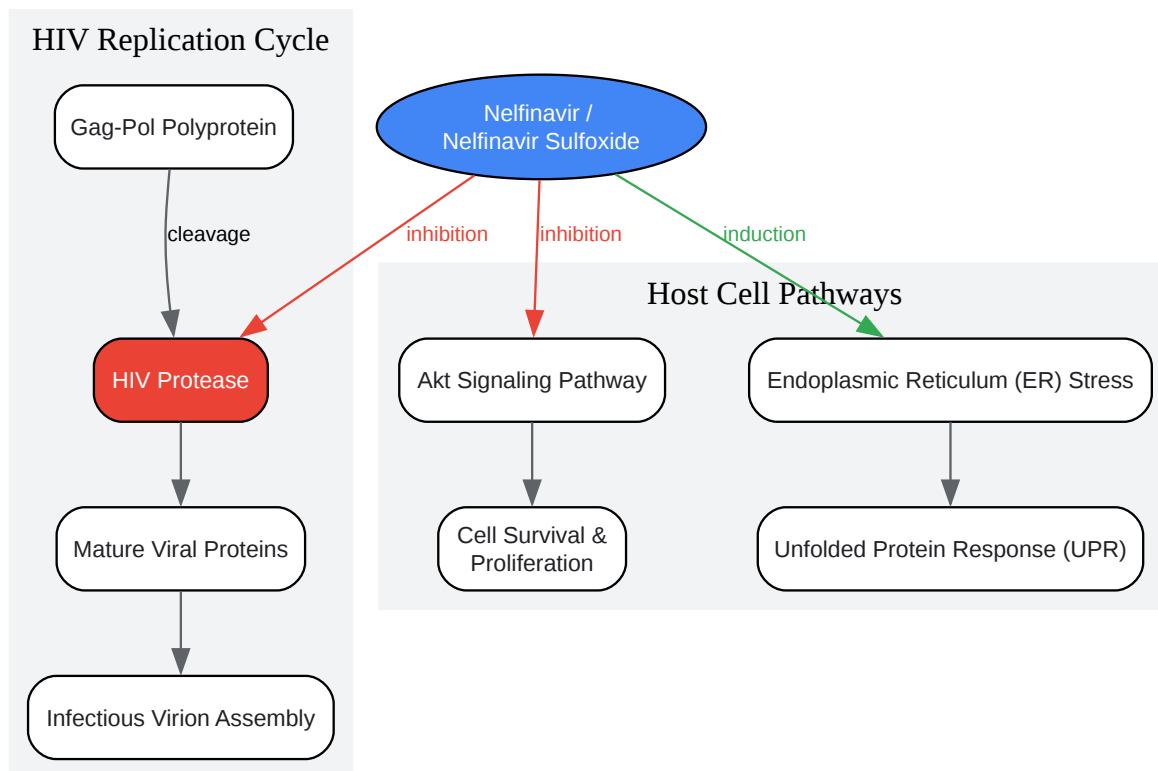 HIV Replication Cycle
Gag-Pol Polyprotein
Nelfinavir /
Nelfinavir Sulfoxide
cleavage
inhibition
inhibition
induction
Host Cell Pathways
HIV Protease
Akt Signaling Pathway
Endoplasmic Reticulum (ER) Stress
Mature Viral Proteins
Cell Survival &
Proliferation
Unfolded Protein Response (UPR)
Infectious Virion Assembly